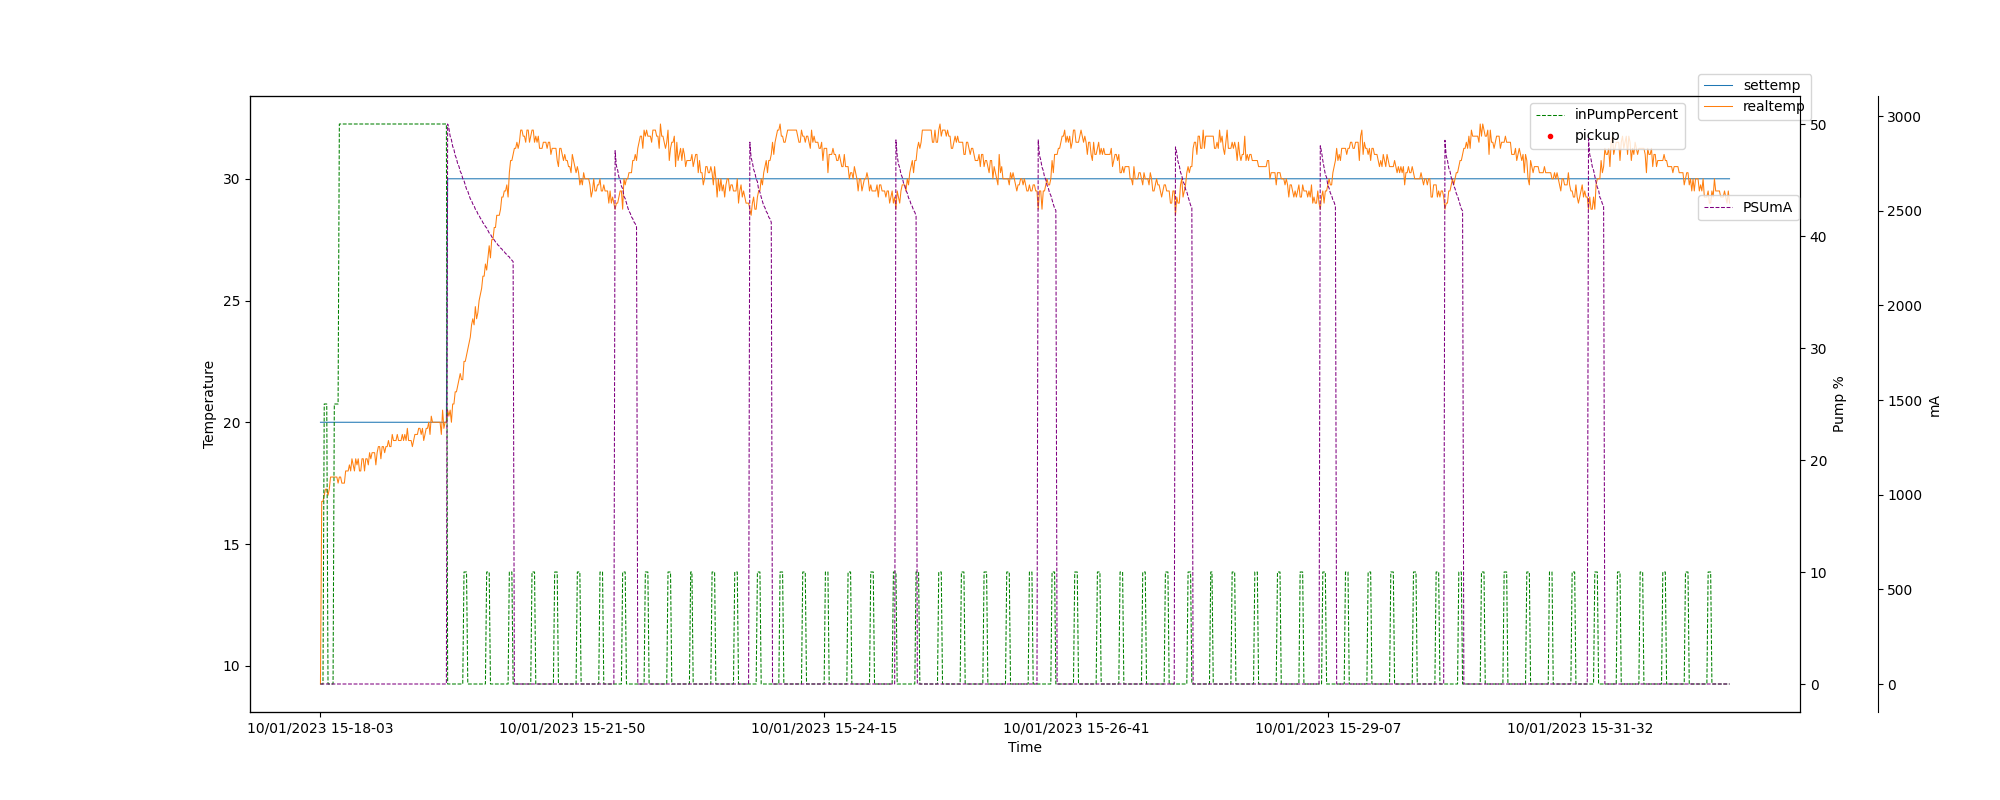 settemp
realtemp
inPumpPercent
pickup
PSUmA
30
25
20
15
10
Temperature
50
40
30
20
10
0
Pump %
3000
2500
2000
1500
1000
500
0
mA
10/01/2023 15-18-03
10/01/2023 15-21-50
10/01/2023 15-24-15
10/01/2023 15-26-41
10/01/2023 15-29-07
10/01/2023 15-31-32
Time